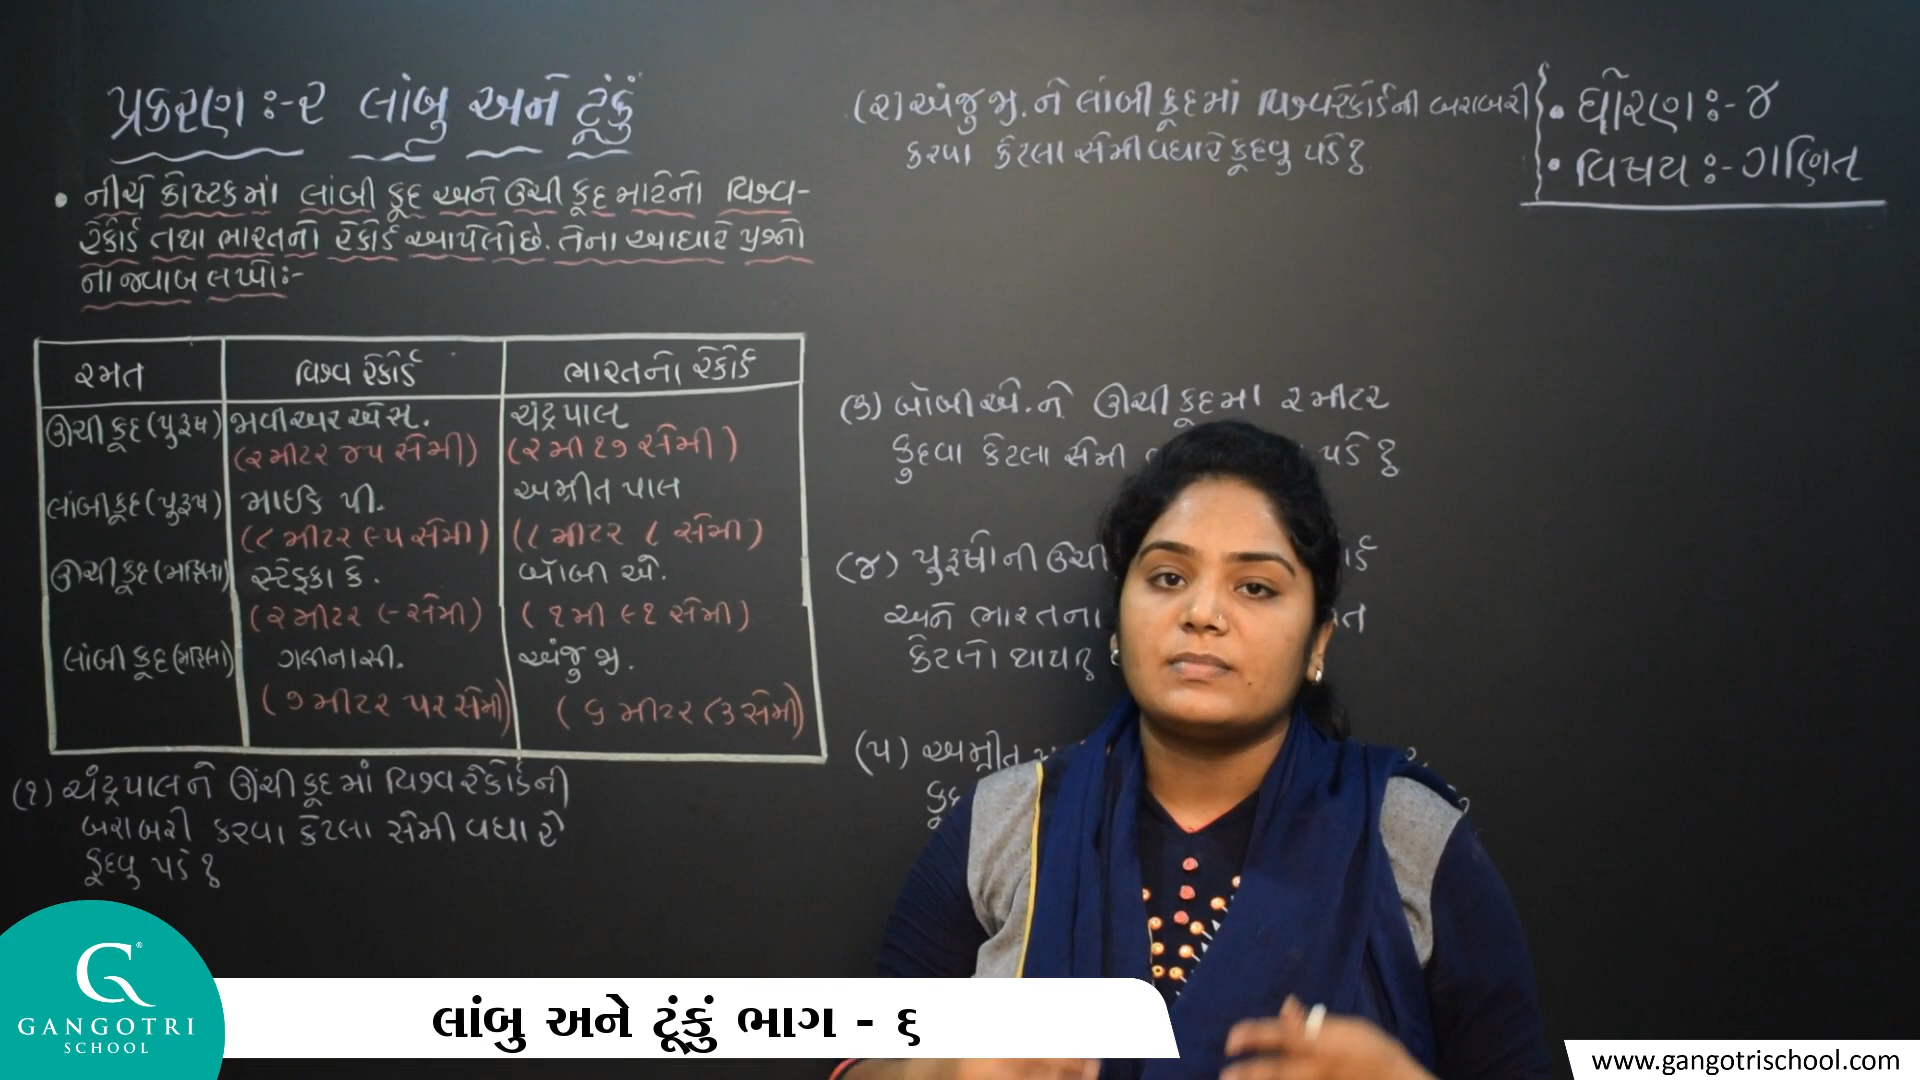 પ્રકરણ :- ૨ લાંબુ અને ટૂંકું
• નીચે કોષ્ટકમાં લાંબી કૂદ અને ઉંચી કૂદ માટેનો વિશ્વ-
રેકોર્ડ તથા ભારતનો રેકોર્ડ આપેલો છે. તેના આધારે પ્રશ્નો
ના જવાબ લખો:-
રમત વિશ્વ રેકોર્ડ ભારતનો રેકોર્ડ
ઊંચી કૂદ (પુરૂષ) ભવીઅર એસ. ચંદ્રપાલ
(૨ મીટર ૪૫ સેમી) (૨ મી ૧૭ સેમી)
લાંબી કૂદ (પુરૂષ) માઈક પી. અમ્રીત પાલ
(૮ મીટર ૯૫ સેમી) (૮ મીટર ૮ સેમી)
ઊંચી કૂદ (મહિલા) સ્ટેફકા કે. બૉબી એ.
(૨ મીટર ૯ સેમી) (૧ મી ૯૧ સેમી)
લાંબી કૂદ (મહિલા) ગલીના સી. અંજુ જી.
(૭ મીટર ૫૨ સેમી) (૬ મીટર ૮૩ સેમી)
(૧) ચંદ્રપાલને ઊંચી કૂદમાં વિશ્વ રેકોર્ડની
બરાબરી કરવા કેટલા સેમી વધારે
કૂદવુ પડે ?
(૨) અંજુ જી. ને લાંબી કૂદમાં વિશ્વરેકોર્ડની બરાબરી
કરવા કેટલા સેમી વધારે કૂદવુ પડે ?
(૩) બૉબી એ. ને ઊંચી કૂદમાં ૨ મીટર
કુદવા કેટલા સેમી પડે ?
(૪) પુરૂષોની ઉંચી
અને ભારતના
કેટલો થાય ?
(૫) અમ્રીત
• ધોરણ :- ૪
• વિષય :- ગણિત
G®
GANGOTRI
SCHOOL
લાંબુ અને ટૂંકું ભાગ - ૬
www.gangotrischool.com